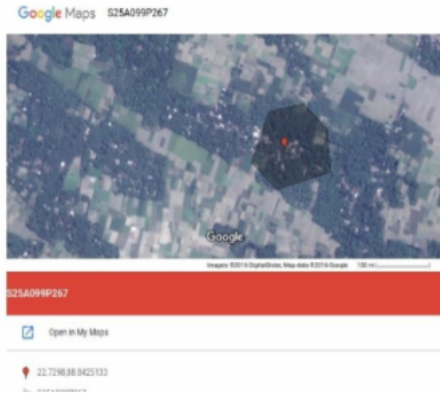 Google Maps S25A099P267
Google
Imagery ©2016 DigitalGlobe, Map data ©2016 Google 100 m
S25A099P267
Open in My Maps
22.7298,88.8425133